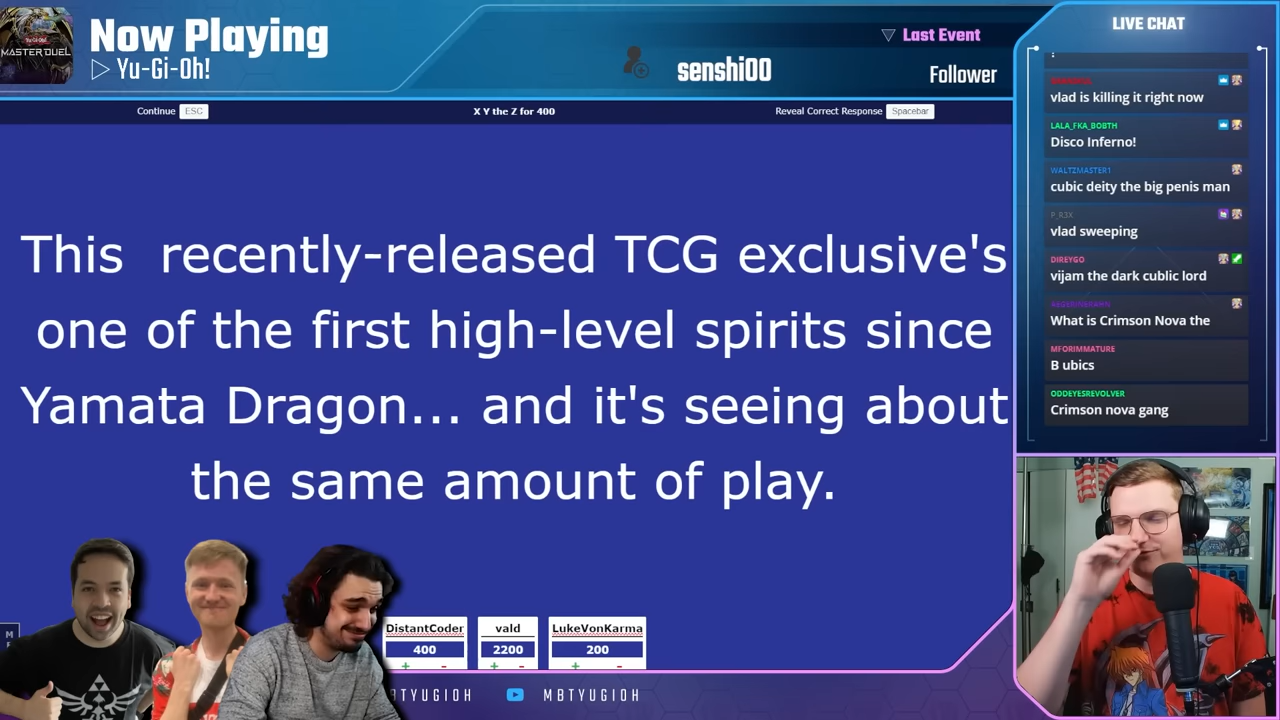 MASTER DUEL
Now Playing
Yu-Gi-Oh!
senshi00
Last Event
Follower
Continue ESC
X Y the Z for 400
Reveal Correct Response Spacebar
This recently-released TCG exclusive's
one of the first high-level spirits since
Yamata Dragon... and it's seeing about
the same amount of play.
DistantCoder
400
+ -
vald
2200
+ -
LukeVonKarma
200
+ -
MBTYUGIOH
LIVE CHAT
vlad is killing it right now
LALA_FKA_BOBTH
Disco Inferno!
WALTZMASTER1
cubic deity the big penis man
P_R3X
vlad sweeping
DIREYGO
vijam the dark cublic lord
What is Crimson Nova the
MFORIMMATURE
B ubics
ODDEYESREVOLVER
Crimson nova gang